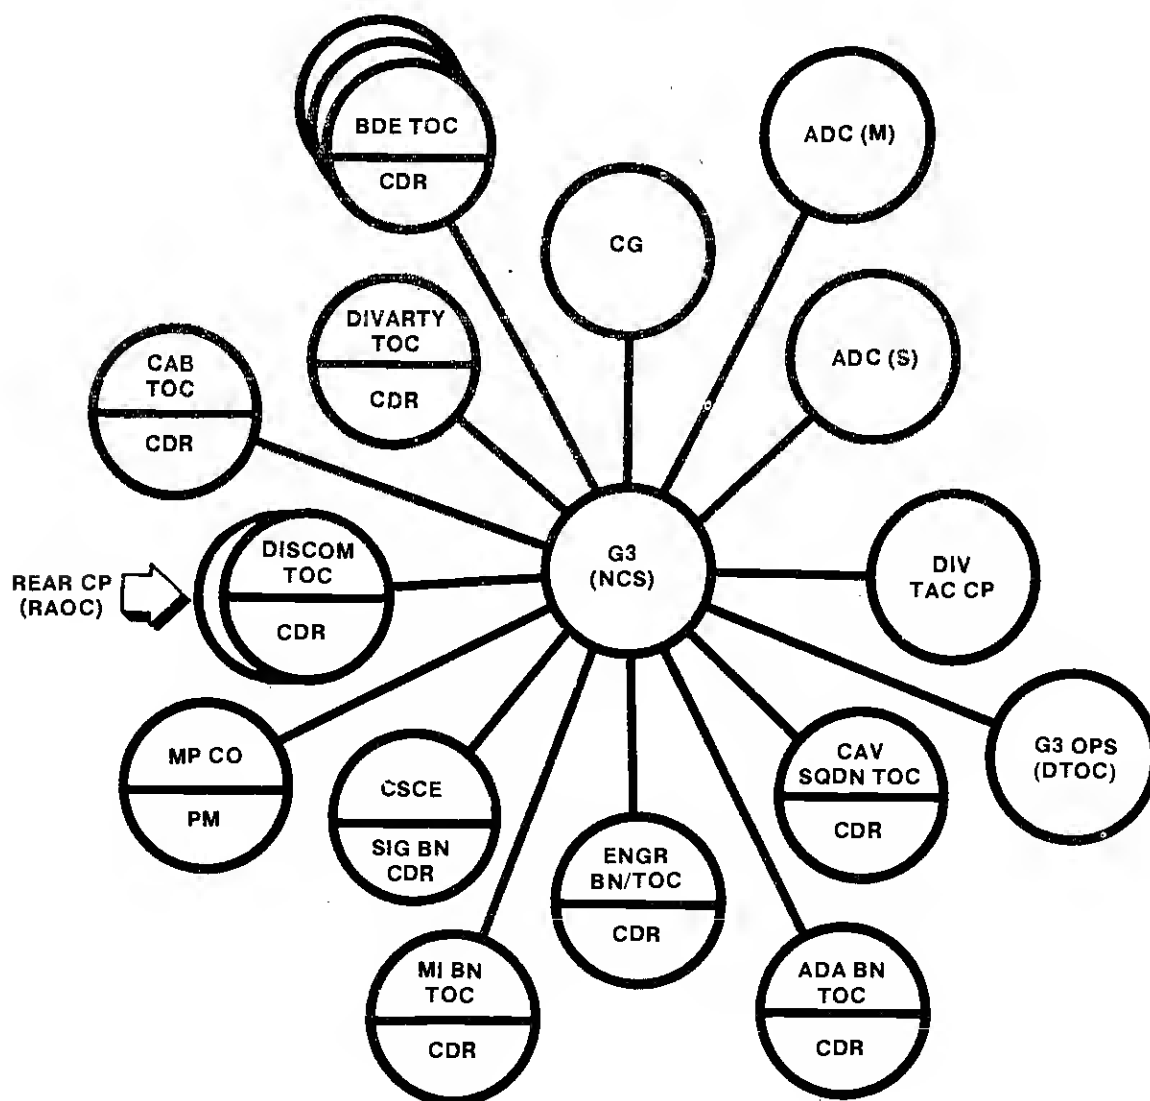 BDE TOC
CDR
ADC (M)
CG
DIVARTY
TOC
CDR
ADC (S)
CAB
TOC
CDR
REAR CP
(RAOC)
DISCOM
TOC
CDR
G3
(NCS)
DIV
TAC CP
MP CO
PM
CSCE
SIG BN
CDR
ENGR
BN/TOC
CDR
CAV
SQDN TOC
CDR
G3 OPS
(DTOC)
MI BN
TOC
CDR
ADA BN
TOC
CDR